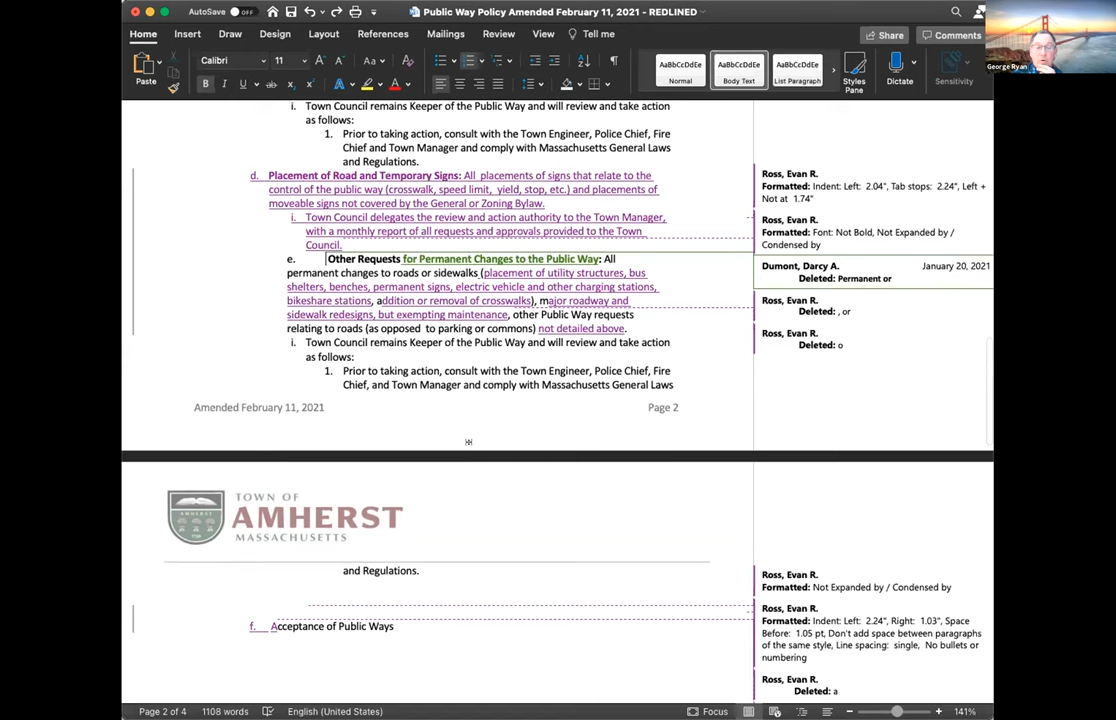 AutoSave OFF
Public Way Policy Amended February 11, 2021 - REDLINED
Home Insert Draw Design Layout References Mailings Review View Tell me
Share Comments
George Ryan
Paste
Calibri 11
Aa
B I U ab x₂ x² A A
AaBbCcDdEe AaBbCcDdEe AaBbCcDdEe
Normal Body Text List Paragraph
Styles Pane
Dictate
Sensitivity
i. Town Council remains Keeper of the Public Way and will review and take action
as follows:
1. Prior to taking action, consult with the Town Engineer, Police Chief, Fire
Chief and Town Manager and comply with Massachusetts General Laws
and Regulations.
d. Placement of Road and Temporary Signs: All placements of signs that relate to the
control of the public way (crosswalk, speed limit, yield, stop, etc.) and placements of
moveable signs not covered by the General or Zoning Bylaw.
i. Town Council delegates the review and action authority to the Town Manager,
with a monthly report of all requests and approvals provided to the Town
Council.
e. Other Requests for Permanent Changes to the Public Way: All
permanent changes to roads or sidewalks (placement of utility structures, bus
shelters, benches, permanent signs, electric vehicle and other charging stations,
bikeshare stations, addition or removal of crosswalks), major roadway and
sidewalk redesigns, but exempting maintenance, other Public Way requests
relating to roads (as opposed to parking or commons) not detailed above.
i. Town Council remains Keeper of the Public Way and will review and take action
as follows:
1. Prior to taking action, consult with the Town Engineer, Police Chief, Fire
Chief, and Town Manager and comply with Massachusetts General Laws
Amended February 11, 2021 Page 2
TOWN OF
AMHERST
MASSACHUSETTS
and Regulations.
f. Acceptance of Public Ways
Ross, Evan R.
Formatted: Indent: Left: 2.04", Tab stops: 2.24", Left +
Not at 1.74"
Ross, Evan R.
Formatted: Font: Not Bold, Not Expanded by /
Condensed by
Dumont, Darcy A. January 20, 2021
Deleted: Permanent or
Ross, Evan R.
Deleted: , or
Ross, Evan R.
Deleted: o
Ross, Evan R.
Formatted: Not Expanded by / Condensed by
Ross, Evan R.
Formatted: Indent: Left: 2.24", Right: 1.03", Space
Before: 1.05 pt, Don't add space between paragraphs
of the same style, Line spacing: single, No bullets or
numbering
Ross, Evan R.
Deleted: a
Page 2 of 4 1108 words English (United States) Focus 141%